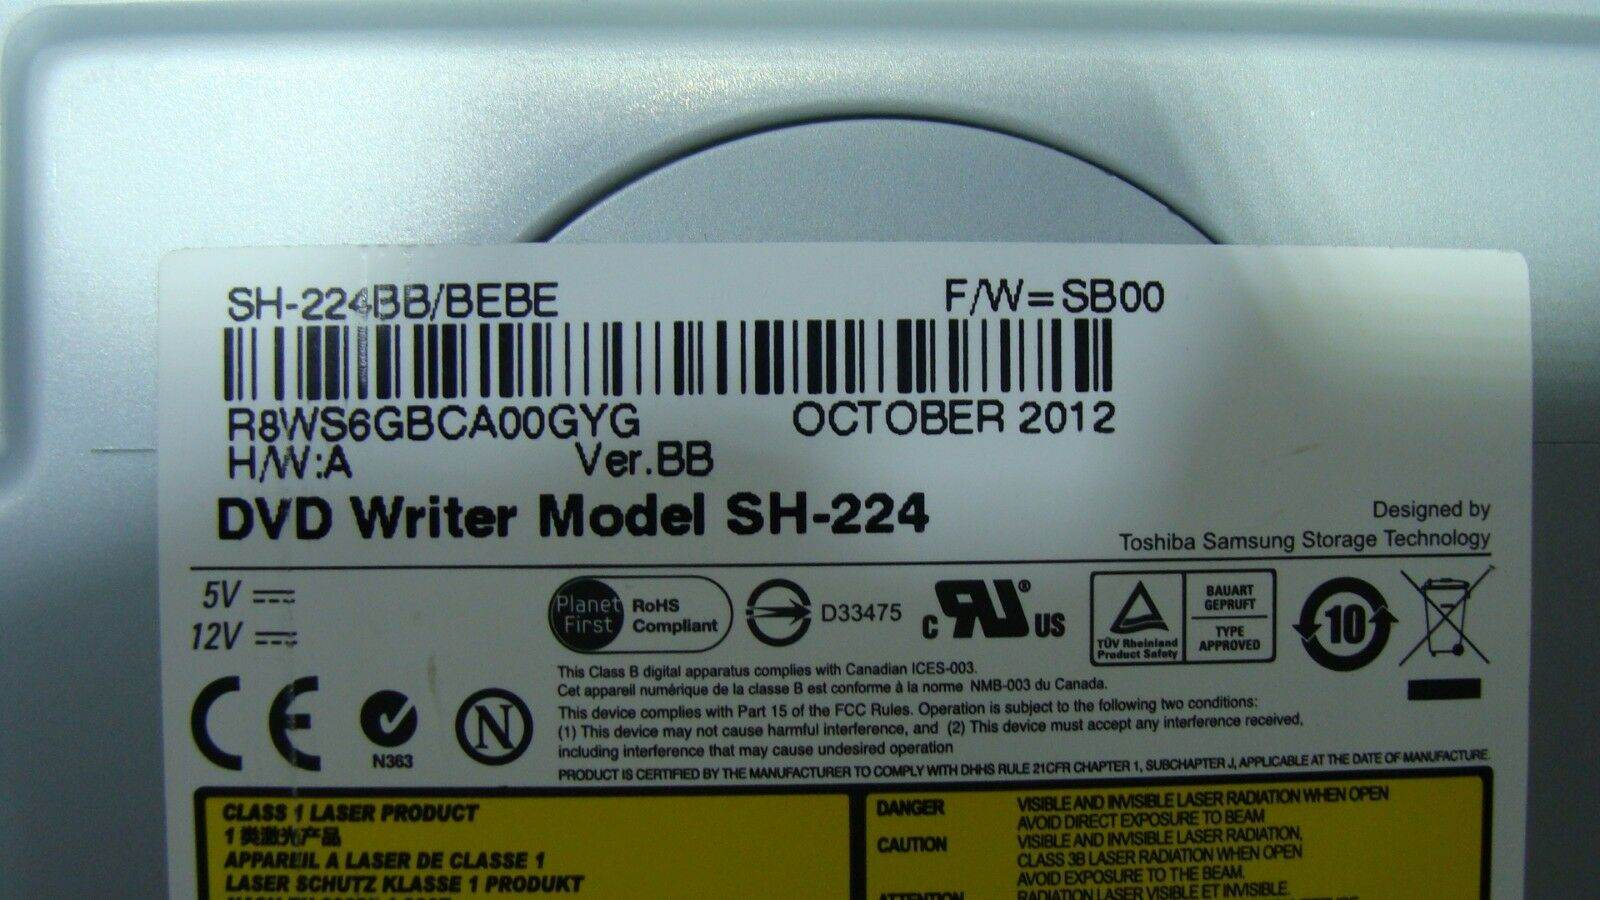 SH-224BB/BEBE F/W=SB00
R8WS6GBCA00GYG OCTOBER 2012
H/W:A Ver.BB
DVD Writer Model SH-224
Designed by
Toshiba Samsung Storage Technology
5V
12V
Planet First RoHS Compliant
D33475
C RU ® US
TÜV Rheinland
Product Safety
BAUART
GEPRUFT
TYPE
APPROVED
10
CE
N363
N
This Class B digital apparatus complies with Canadian ICES-003.
Cet appareil numérique de la classe B est conforme à la norme NMB-003 du Canada.
This device complies with Part 15 of the FCC Rules. Operation is subject to the following two conditions:
(1) This device may not cause harmful interference, and (2) This device must accept any interference received,
including interference that may cause undesired operation
PRODUCT IS CERTIFIED BY THE MANUFACTURER TO COMPLY WITH DHHS RULE 21CFR CHAPTER 1, SUBCHAPTER J, APPLICABLE AT THE DATE OF MANUFACTURE.
CLASS 1 LASER PRODUCT
1 类激光产品
APPAREIL A LASER DE CLASSE 1
LASER SCHUTZ KLASSE 1 PRODUKT
DANGER VISIBLE AND INVISIBLE LASER RADIATION WHEN OPEN
AVOID DIRECT EXPOSURE TO BEAM
CAUTION VISIBLE AND INVISIBLE LASER RADIATION,
CLASS 3B LASER RADIATION WHEN OPEN
AVOID EXPOSURE TO THE BEAM.
ATTENTION RADIATION LASER VISIBLE ET INVISIBLE.